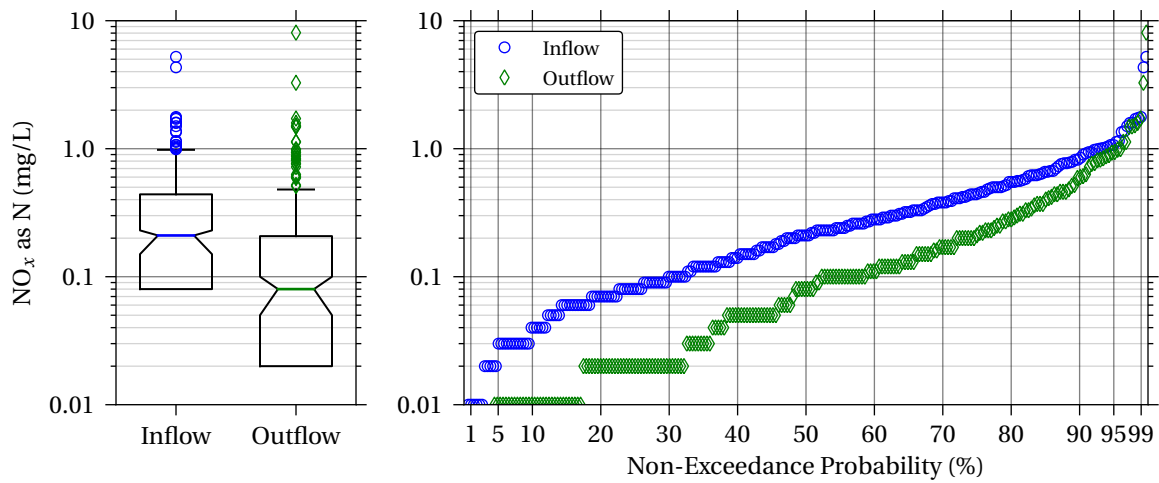 NOx as N (mg/L)
10
1.0
0.1
0.01
Inflow Outflow
10
1.0
0.1
0.01
Inflow
Outflow
1 5 10 20 30 40 50 60 70 80 90 95 99
Non-Exceedance Probability (%)